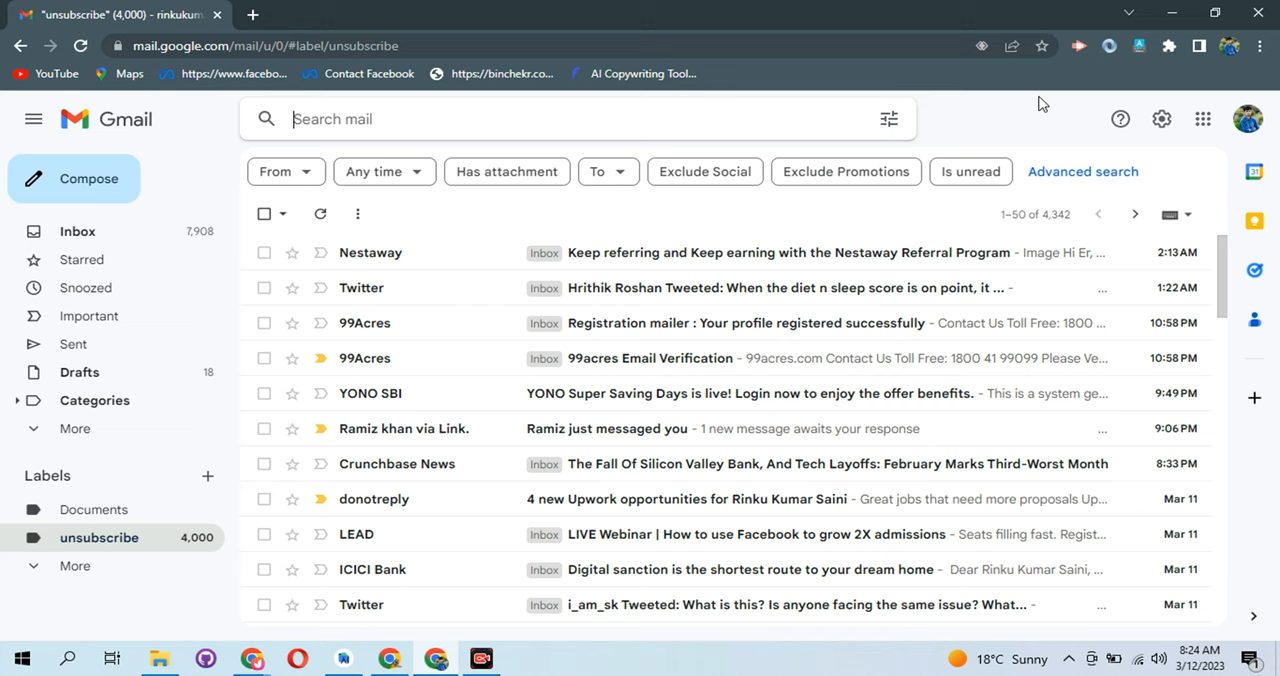 "unsubscribe" (4,000) - rinkukum
mail.google.com/mail/u/0/#label/unsubscribe
YouTube Maps https://www.facebo... Contact Facebook https://binchekr.co... AI Copywriting Tool...
Gmail Search mail
Compose
From Any time Has attachment To Exclude Social Exclude Promotions Is unread Advanced search
1–50 of 4,342
Inbox 7,908
Starred
Snoozed
Important
Sent
Drafts 18
Categories
More
Labels
Documents
unsubscribe 4,000
More
Nestaway Inbox Keep referring and Keep earning with the Nestaway Referral Program - Image Hi Er, ... 2:13 AM
Twitter Inbox Hrithik Roshan Tweeted: When the diet n sleep score is on point, it ... - ... 1:22 AM
99Acres Inbox Registration mailer : Your profile registered successfully - Contact Us Toll Free: 1800 ... 10:58 PM
99Acres Inbox 99acres Email Verification - 99acres.com Contact Us Toll Free: 1800 41 99099 Please Ve... 10:58 PM
YONO SBI YONO Super Saving Days is live! Login now to enjoy the offer benefits. - This is a system ge... 9:49 PM
Ramiz khan via Link. Ramiz just messaged you - 1 new message awaits your response ... 9:06 PM
Crunchbase News Inbox The Fall Of Silicon Valley Bank, And Tech Layoffs: February Marks Third-Worst Month 8:33 PM
donotreply 4 new Upwork opportunities for Rinku Kumar Saini - Great jobs that need more proposals Up... Mar 11
LEAD Inbox LIVE Webinar | How to use Facebook to grow 2X admissions - Seats filling fast. Regist... Mar 11
ICICI Bank Inbox Digital sanction is the shortest route to your dream home - Dear Rinku Kumar Saini, ... Mar 11
Twitter Inbox i_am_sk Tweeted: What is this? Is anyone facing the same issue? What... - ... Mar 11
31
18°C Sunny
8:24 AM
3/12/2023
1